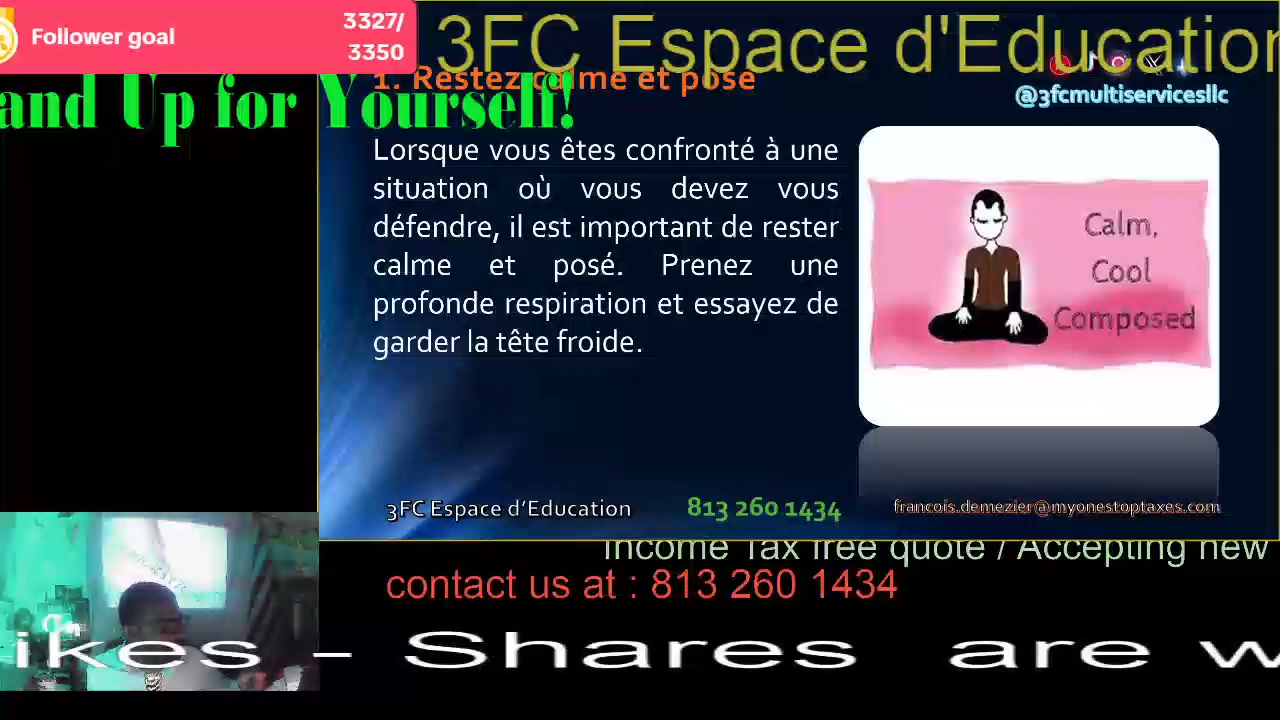 Follower goal
3327/
3350
3FC Espace d'Education
and Up for Yourself!
1. Restez calme et posé
@3fcmultiservicesllc
Lorsque vous êtes confronté à une
situation où vous devez vous
défendre, il est important de rester
calme et posé. Prenez une
profonde respiration et essayez de
garder la tête froide.
Calm,
Cool
Composed
3FC Espace d’Education
813 260 1434
francois.demezier@myonestoptaxes.com
Income Tax free quote / Accepting new
contact us at : 813 260 1434
ikes – Shares are w